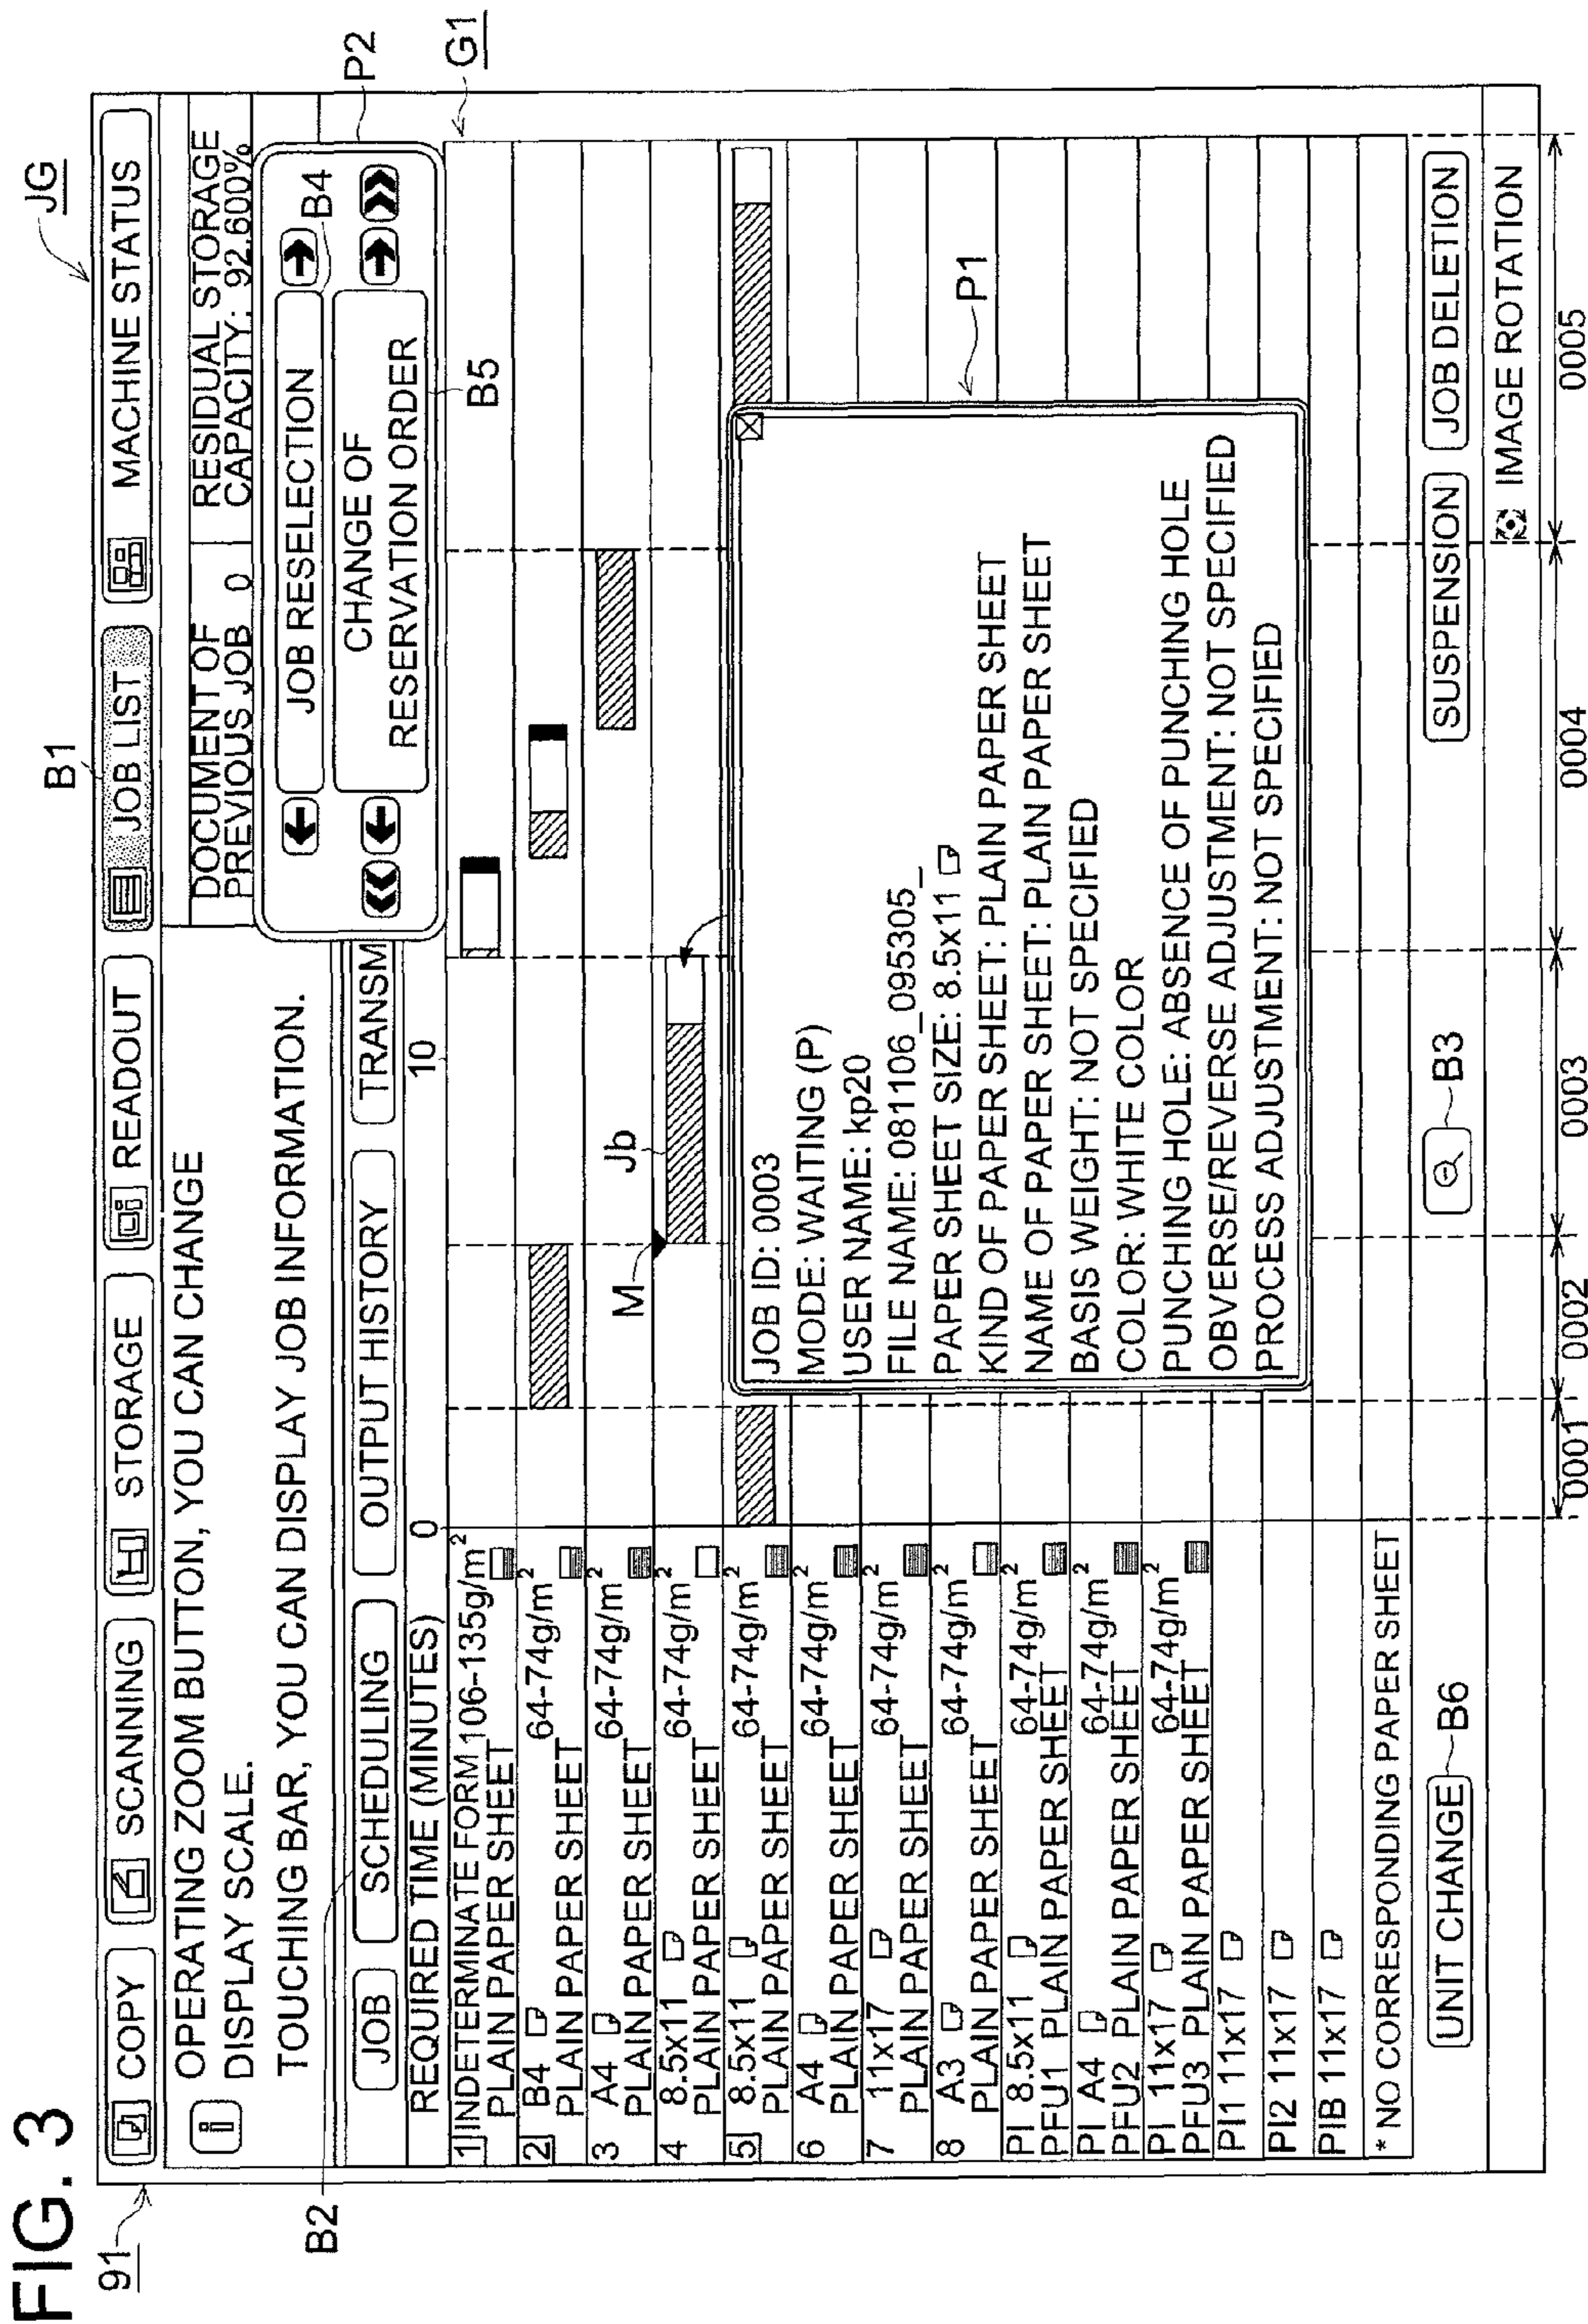 FIG. 3
91
JG
B1
COPY
SCANNING
STORAGE
READOUT
JOB LIST
MACHINE STATUS
i
OPERATING ZOOM BUTTON, YOU CAN CHANGE
DISPLAY SCALE.
TOUCHING BAR, YOU CAN DISPLAY JOB INFORMATION.
DOCUMENT OF
PREVIOUS JOB 0
RESIDUAL STORAGE
CAPACITY: 92.600%
P2
JOB RESELECTION
B4
CHANGE OF
RESERVATION ORDER
B5
G1
B2
JOB
SCHEDULING
OUTPUT HISTORY
TRANSM
REQUIRED TIME (MINUTES)
0
10
1 INDETERMINATE FORM 106-135g/m²
PLAIN PAPER SHEET
2 B4 64-74g/m²
PLAIN PAPER SHEET
3 A4 64-74g/m²
PLAIN PAPER SHEET
4 8.5x11 64-74g/m²
PLAIN PAPER SHEET
5 8.5x11 64-74g/m²
PLAIN PAPER SHEET
6 A4 64-74g/m²
PLAIN PAPER SHEET
7 11x17 64-74g/m²
PLAIN PAPER SHEET
8 A3 64-74g/m²
PLAIN PAPER SHEET
PI 8.5x11 64-74g/m²
PFU1 PLAIN PAPER SHEET
PI A4 64-74g/m²
PFU2 PLAIN PAPER SHEET
PI 11x17 64-74g/m²
PFU3 PLAIN PAPER SHEET
PI1 11x17
PI2 11x17
PIB 11x17
* NO CORRESPONDING PAPER SHEET
M
Jb
P1
JOB ID: 0003
MODE: WAITING (P)
USER NAME: kp20
FILE NAME: 081106_095305_
PAPER SHEET SIZE: 8.5x11
KIND OF PAPER SHEET: PLAIN PAPER SHEET
NAME OF PAPER SHEET: PLAIN PAPER SHEET
BASIS WEIGHT: NOT SPECIFIED
COLOR: WHITE COLOR
PUNCHING HOLE: ABSENCE OF PUNCHING HOLE
OBVERSE/REVERSE ADJUSTMENT: NOT SPECIFIED
PROCESS ADJUSTMENT: NOT SPECIFIED
UNIT CHANGE
B6
B3
SUSPENSION
JOB DELETION
IMAGE ROTATION
0001
0002
0003
0004
0005